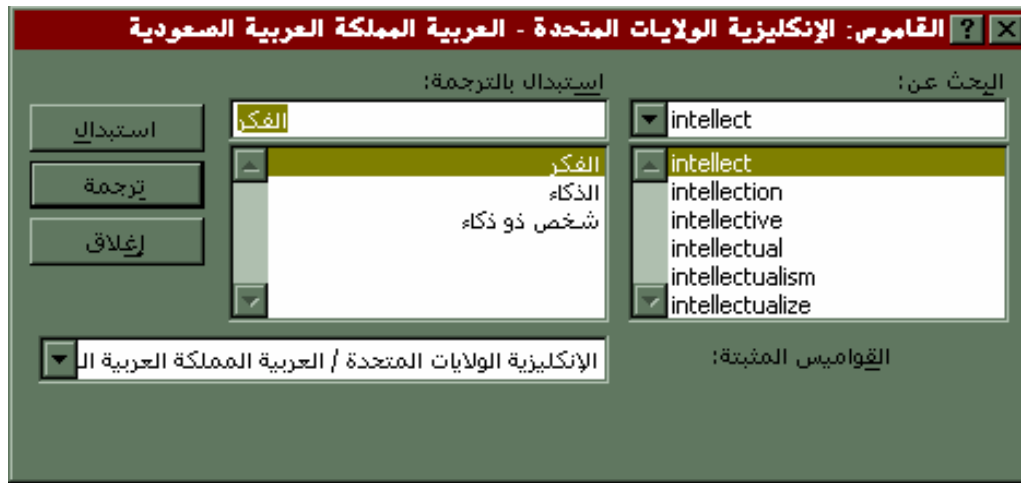 القاموس: الإنكليزية الولايات المتحدة - العربية المملكة العربية السعودية
البحث عن:
intellect
intellect
intellection
intellective
intellectual
intellectualism
intellectualize
استبدال بالترجمة:
الفكر
الفكر
الذكاء
شخص ذو ذكاء
استبدال
ترجمة
إغلاق
القواميس المثبتة:
الإنكليزية الولايات المتحدة / العربية المملكة العربية الـ